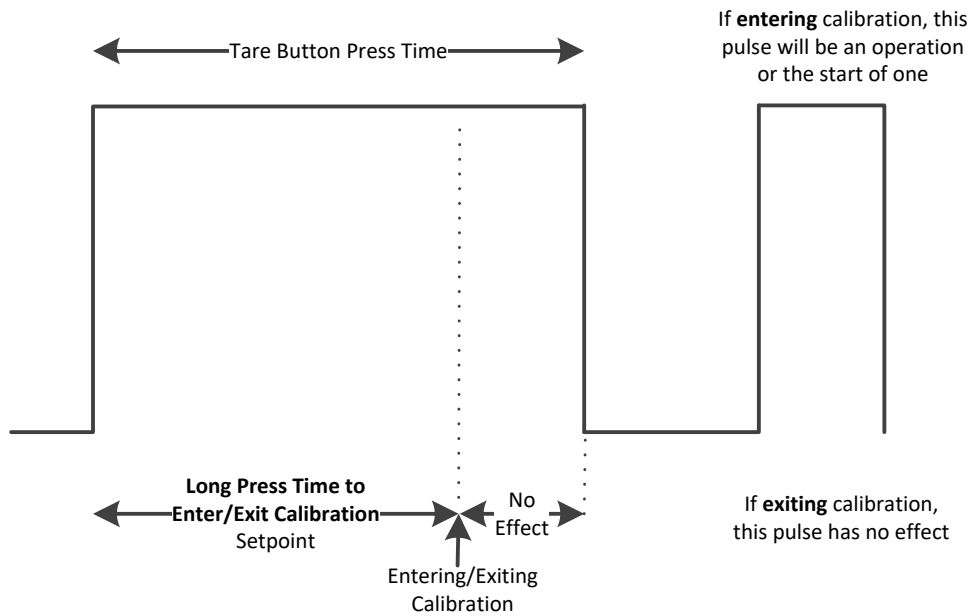 Tare Button Press Time
If entering calibration, this
pulse will be an operation
or the start of one
Long Press Time to
Enter/Exit Calibration
Setpoint
No
Effect
Entering/Exiting
Calibration
If exiting calibration,
this pulse has no effect